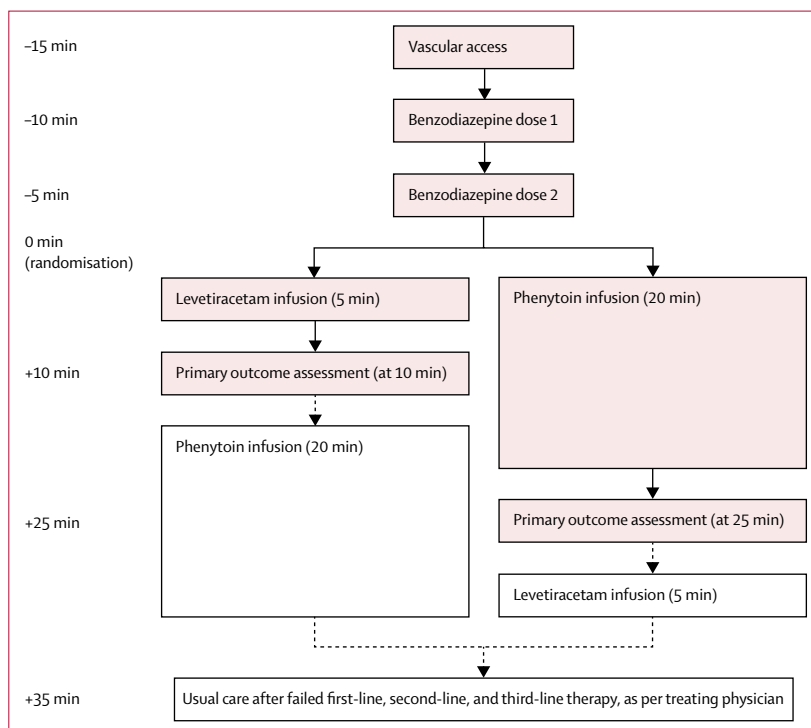 –15 min
Vascular access
–10 min
Benzodiazepine dose 1
–5 min
Benzodiazepine dose 2
0 min
(randomisation)
Levetiracetam infusion (5 min)
Phenytoin infusion (20 min)
+10 min
Primary outcome assessment (at 10 min)
Phenytoin infusion (20 min)
+25 min
Primary outcome assessment (at 25 min)
Levetiracetam infusion (5 min)
+35 min
Usual care after failed first-line, second-line, and third-line therapy, as per treating physician